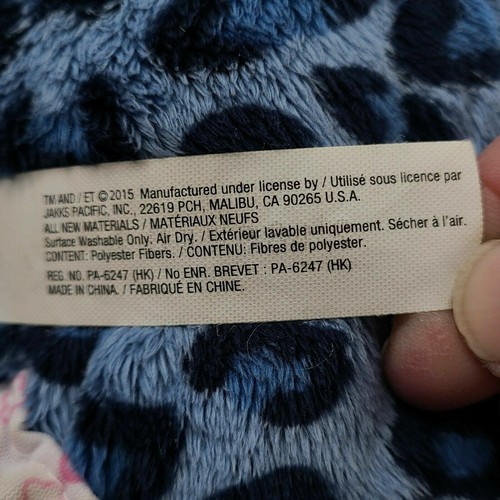 TM AND / ET ©2015 Manufactured under license by / Utilisé sous licence par
JAKKS PACIFIC, INC., 22619 PCH, MALIBU, CA 90265 U.S.A.
ALL NEW MATERIALS / MATÉRIAUX NEUFS
Surface Washable Only. Air Dry. / Extérieur lavable uniquement. Sécher à l'air.
CONTENT: Polyester Fibers. / CONTENU: Fibres de polyester.
REG. NO. PA-6247 (HK) / No ENR. BREVET : PA-6247 (HK)
MADE IN CHINA. / FABRIQUÉ EN CHINE.